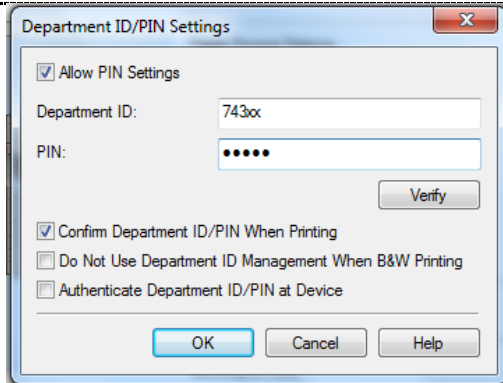 Department ID/PIN Settings
Allow PIN Settings
Department ID:
743xx
PIN:
•••••
Verify
Confirm Department ID/PIN When Printing
Do Not Use Department ID Management When B&W Printing
Authenticate Department ID/PIN at Device
OK
Cancel
Help